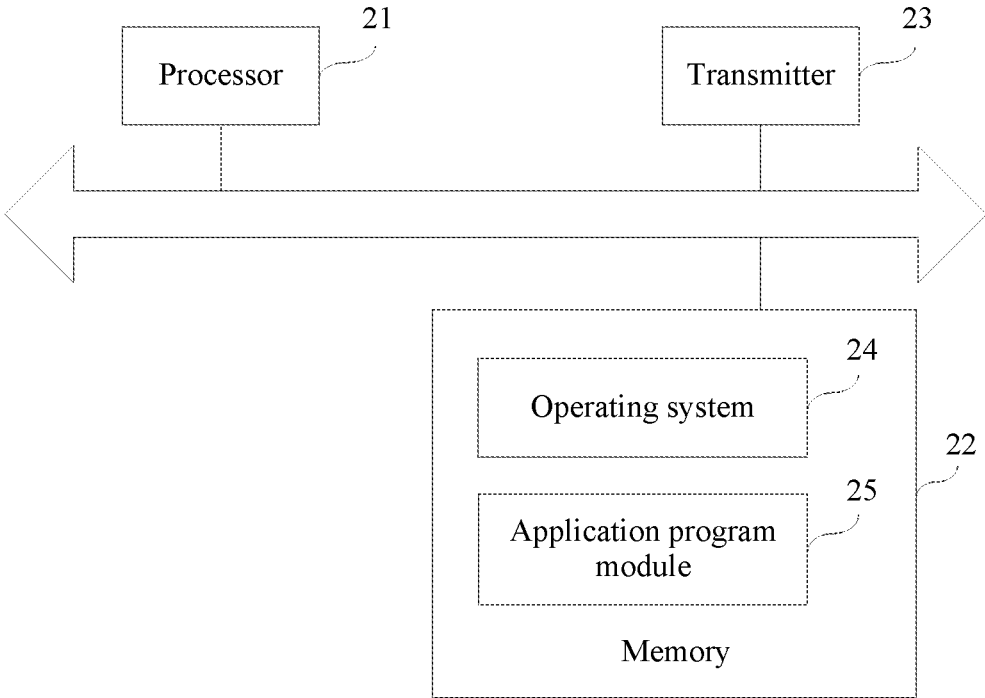 21
23
Processor
Transmitter
24
Operating system
22
25
Application program
module
Memory